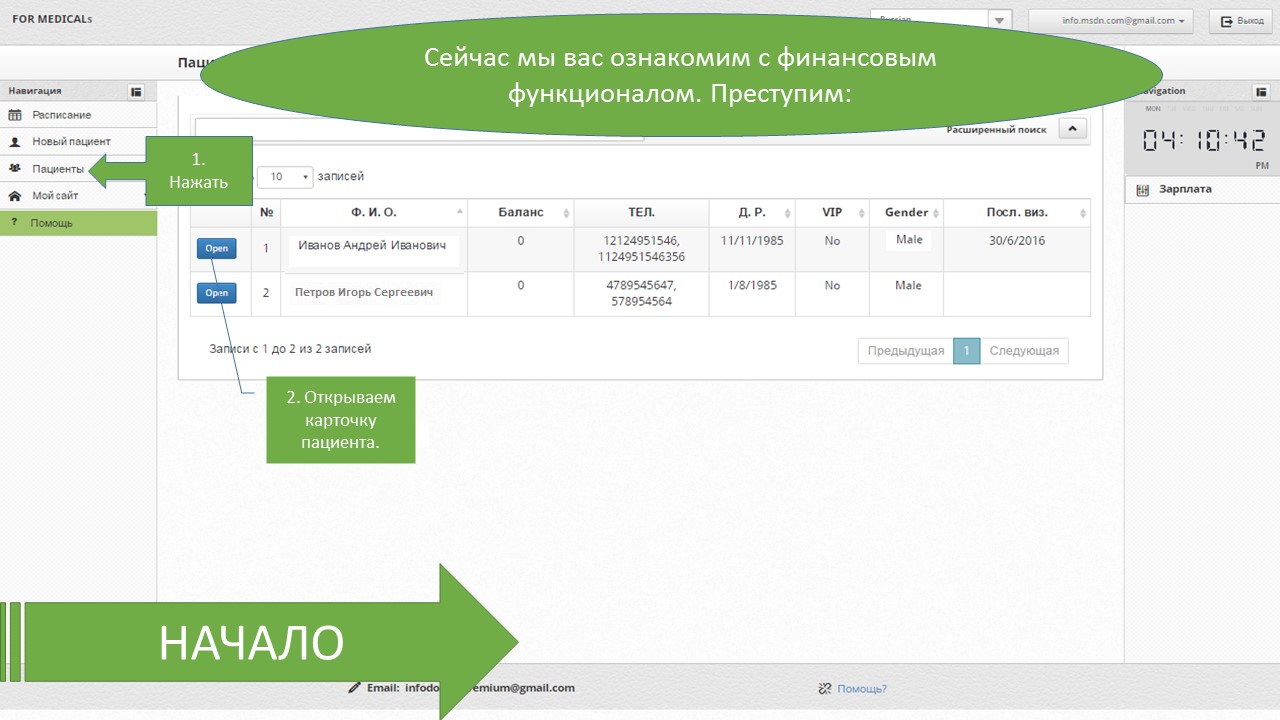 FOR MEDICALs
Russian
info.msdn.com@gmail.com
Выход
Сейчас мы вас ознакомим с финансовым
функционалом. Преступим:
Навигация
Расписание
Новый пациент
Пациенты
Мой сайт
? Помощь
1.
Нажать
Расширенный поиск
10 записей
№ Ф. И. О. Баланс ТЕЛ. Д. Р. VIP Gender Посл. виз.
Open 1 Иванов Андрей Иванович 0 12124951546, 11/11/1985 No Male 30/6/2016
1124951546356
Open 2 Петров Игорь Сергеевич 0 4789545647, 1/8/1985 No Male
578954564
Записи с 1 до 2 из 2 записей
Предыдущая 1 Следующая
2. Открываем
карточку
пациента.
MON
04:10:42
PM
Зарплата
НАЧАЛО
Email: infodo emium@gmail.com
Помощь?